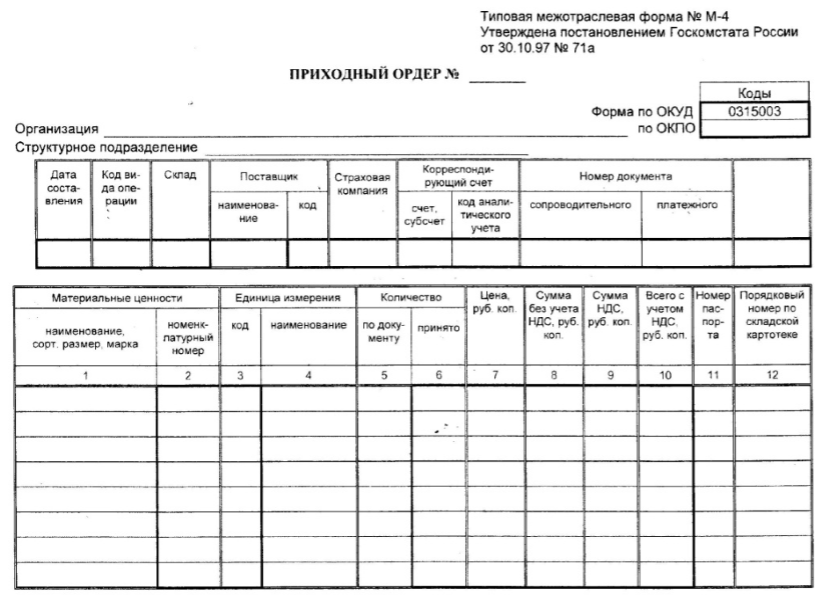 Типовая межотраслевая форма № М-4
Утверждена постановлением Госкомстата России
от 30.10.97 № 71а
ПРИХОДНЫЙ ОРДЕР №
Коды
Форма по ОКУД 0315003
Организация по ОКПО
Структурное подразделение
Дата соста- вления
Код ви- да опе- рации
Склад
Поставщик
наименова- ние
код
Страховая компания
Корреспонди- рующий счет
счет, субсчет
код анали- тического учета
Номер документа
сопроводительного
платежного
Материальные ценности
наименование, сорт. размер, марка
номенк- латурный номер
Единица измерения
код
наименование
Количество
по доку- менту
принято
Цена, руб. коп.
Сумма без учета НДС, руб. коп.
Сумма НДС, руб. коп.
Всего с учетом НДС, руб. коп.
Номер пас- пор- та
Порядковый номер по складской картотеке
1 2 3 4 5 6 7 8 9 10 11 12